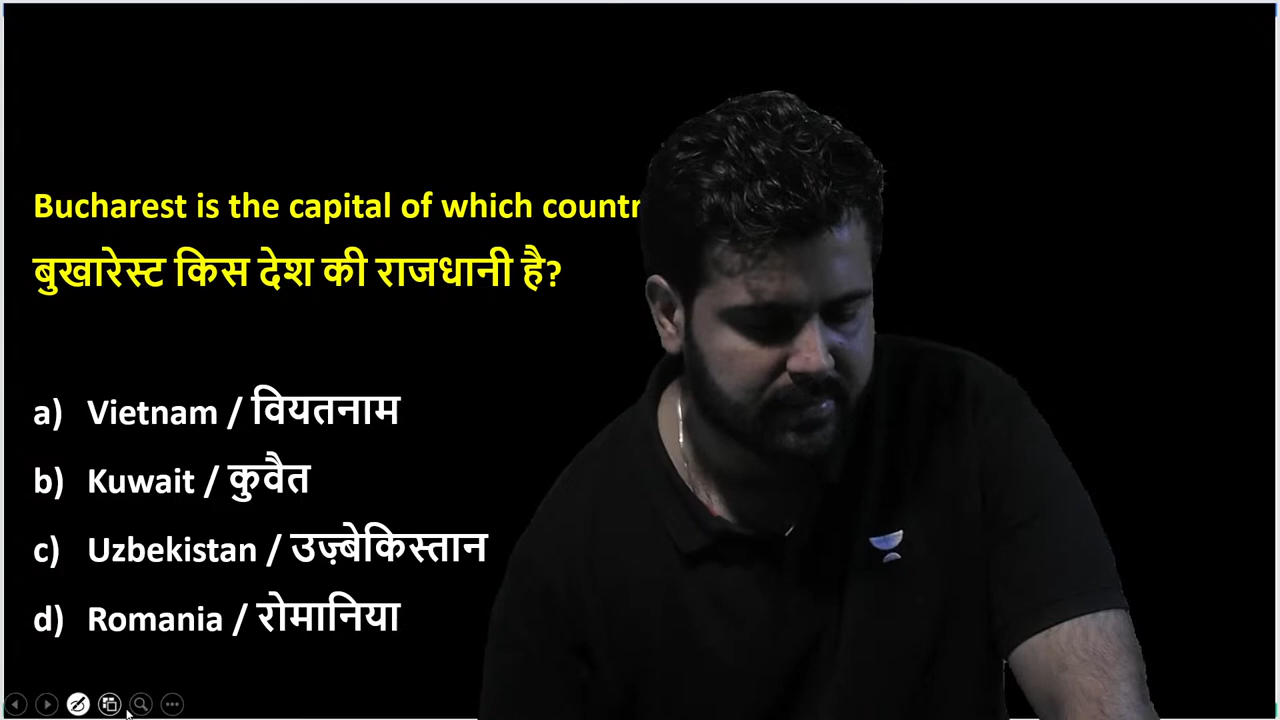 Bucharest is the capital of which countr
बुखारेस्ट किस देश की राजधानी है?
a) Vietnam / वियतनाम
b) Kuwait / कुवैत
c) Uzbekistan / उज़्बेकिस्तान
d) Romania / रोमानिया